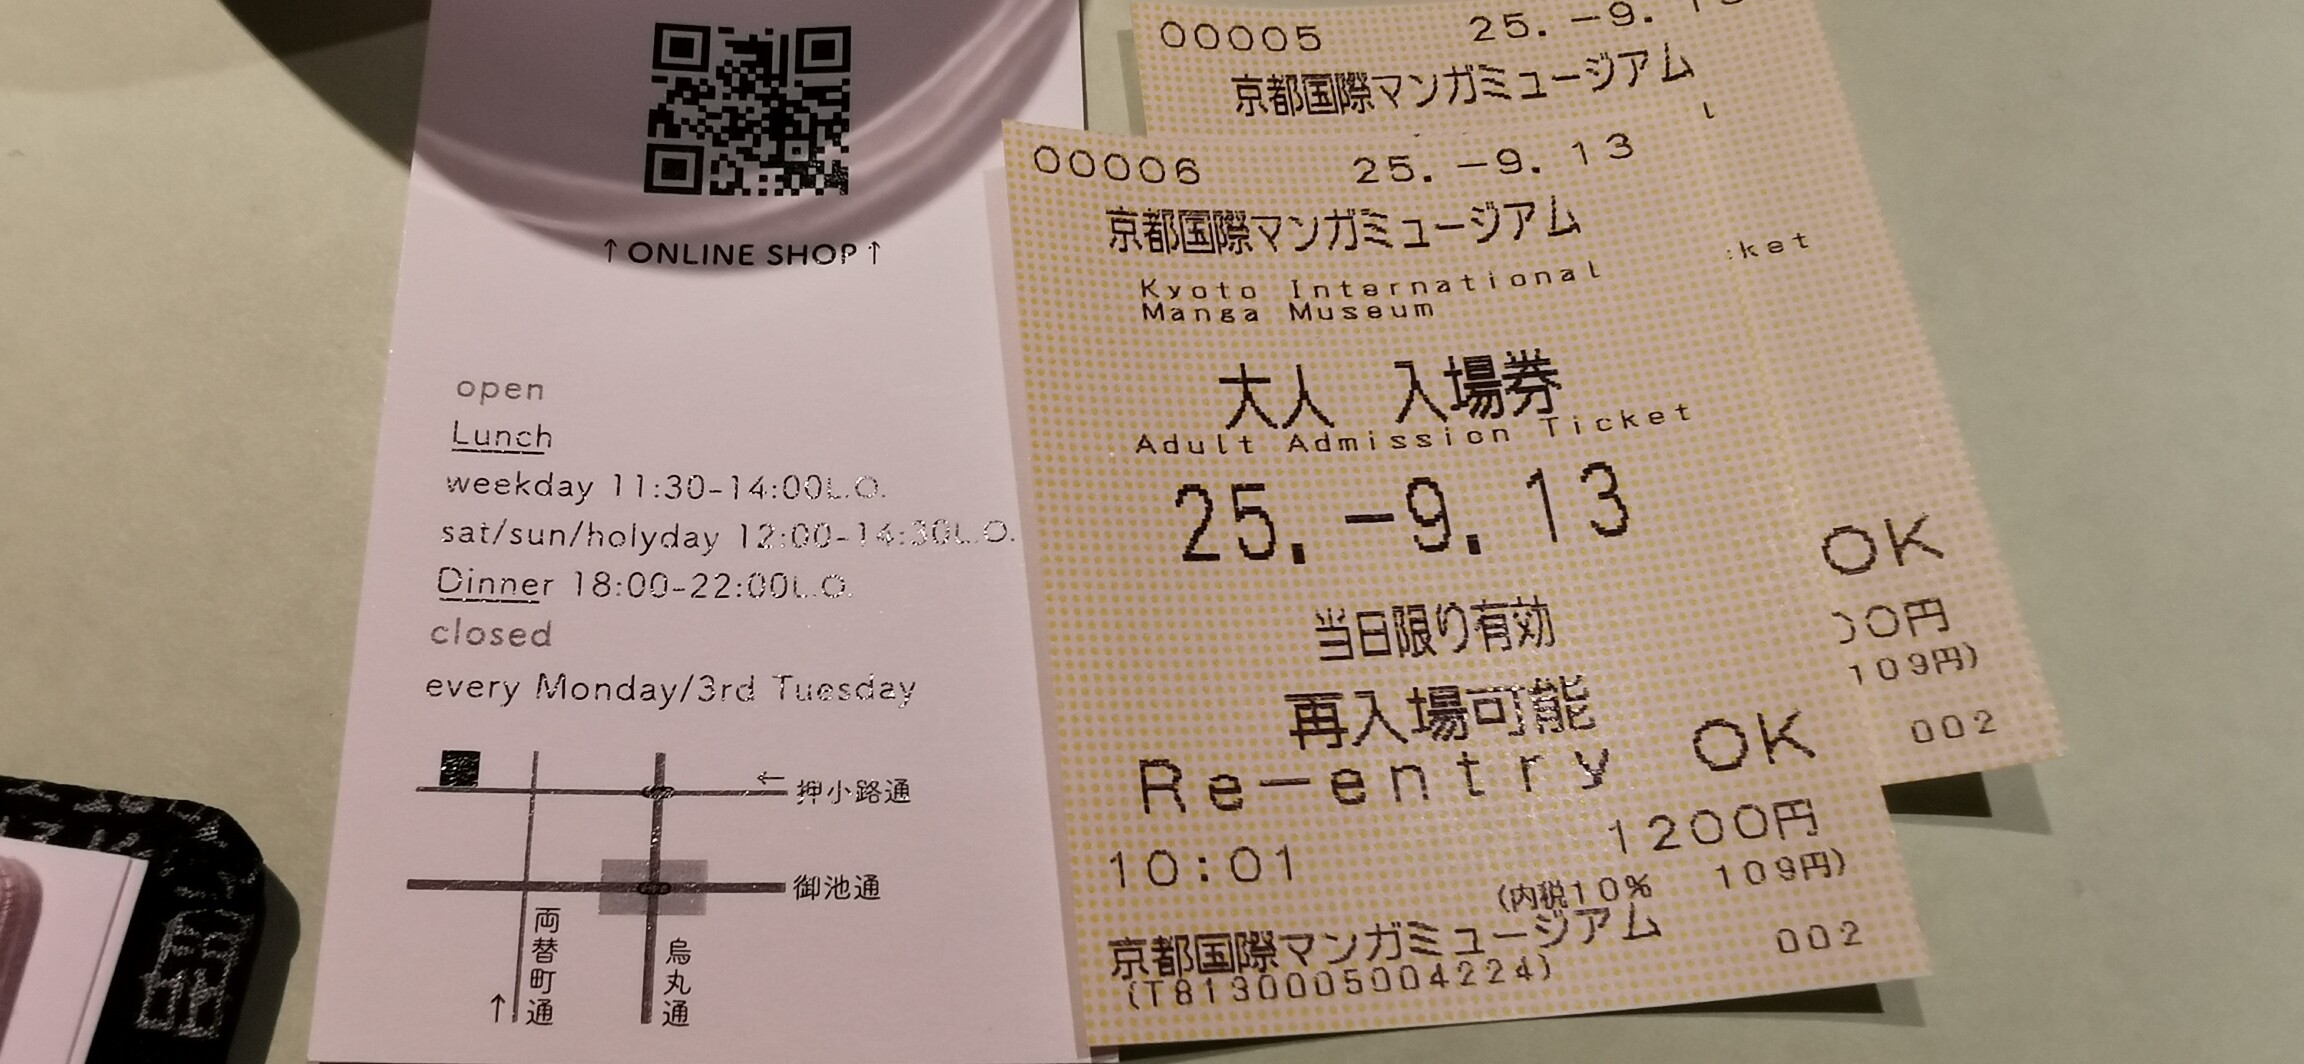 ↑ONLINE SHOP↑
open
Lunch
weekday 11:30-14:00L.O.
sat/sun/holyday 12:00-14:30L.O.
Dinner 18:00-22:00L.O.
closed
every Monday/3rd Tuesday
←押小路通
御池通
↑両替町通
烏丸通
00005 25.-9.
京都国際マンガミュージアム
l
ket
OK
0円
109円)
002
00006 25.-9.13
京都国際マンガミュージアム
Kyoto International
Manga Museum
大人 入場券
Adult Admission Ticket
25.-9.13
当日限り有効
再入場可能
Re-entry OK
10:01 1200円
(内税10% 109円)
京都国際マンガミュージアム 002
(T8130005004224)